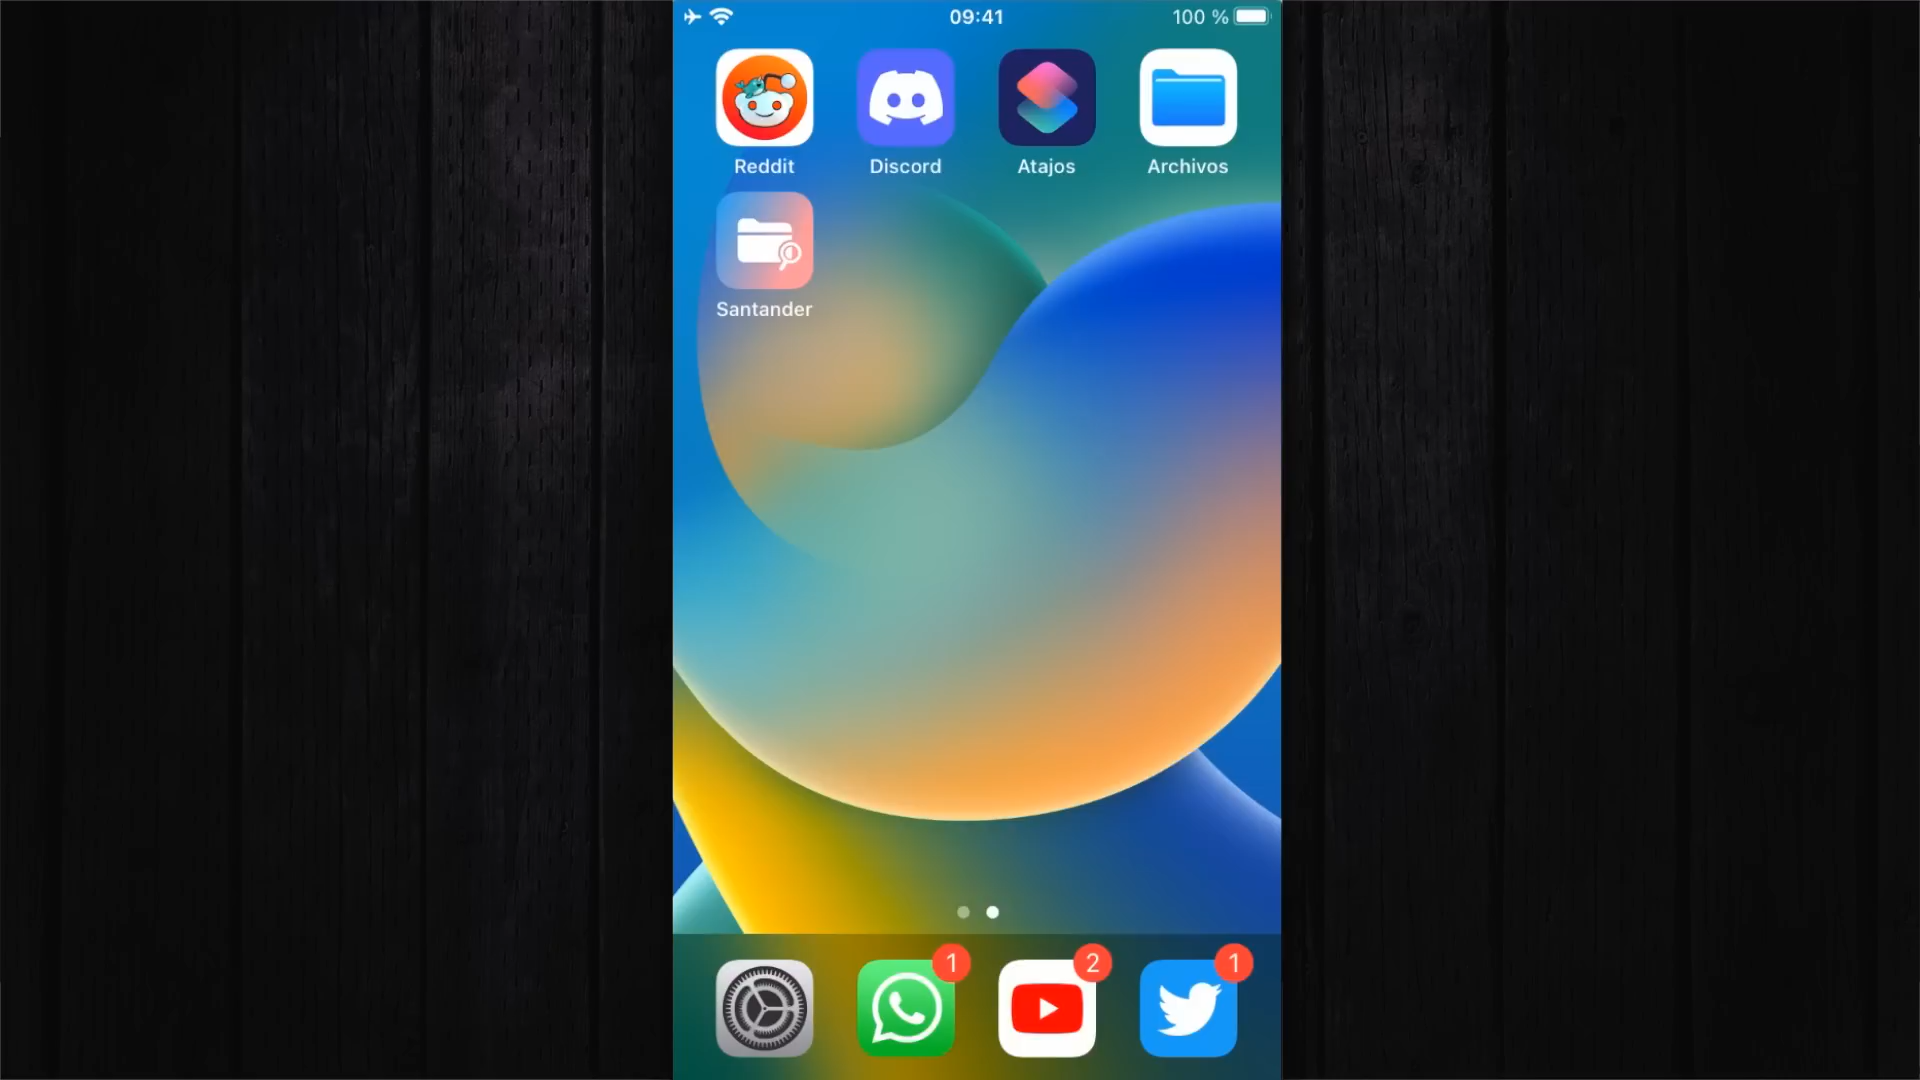 09:41
100 %
Reddit
Discord
Atajos
Archivos
Santander
1
2
1